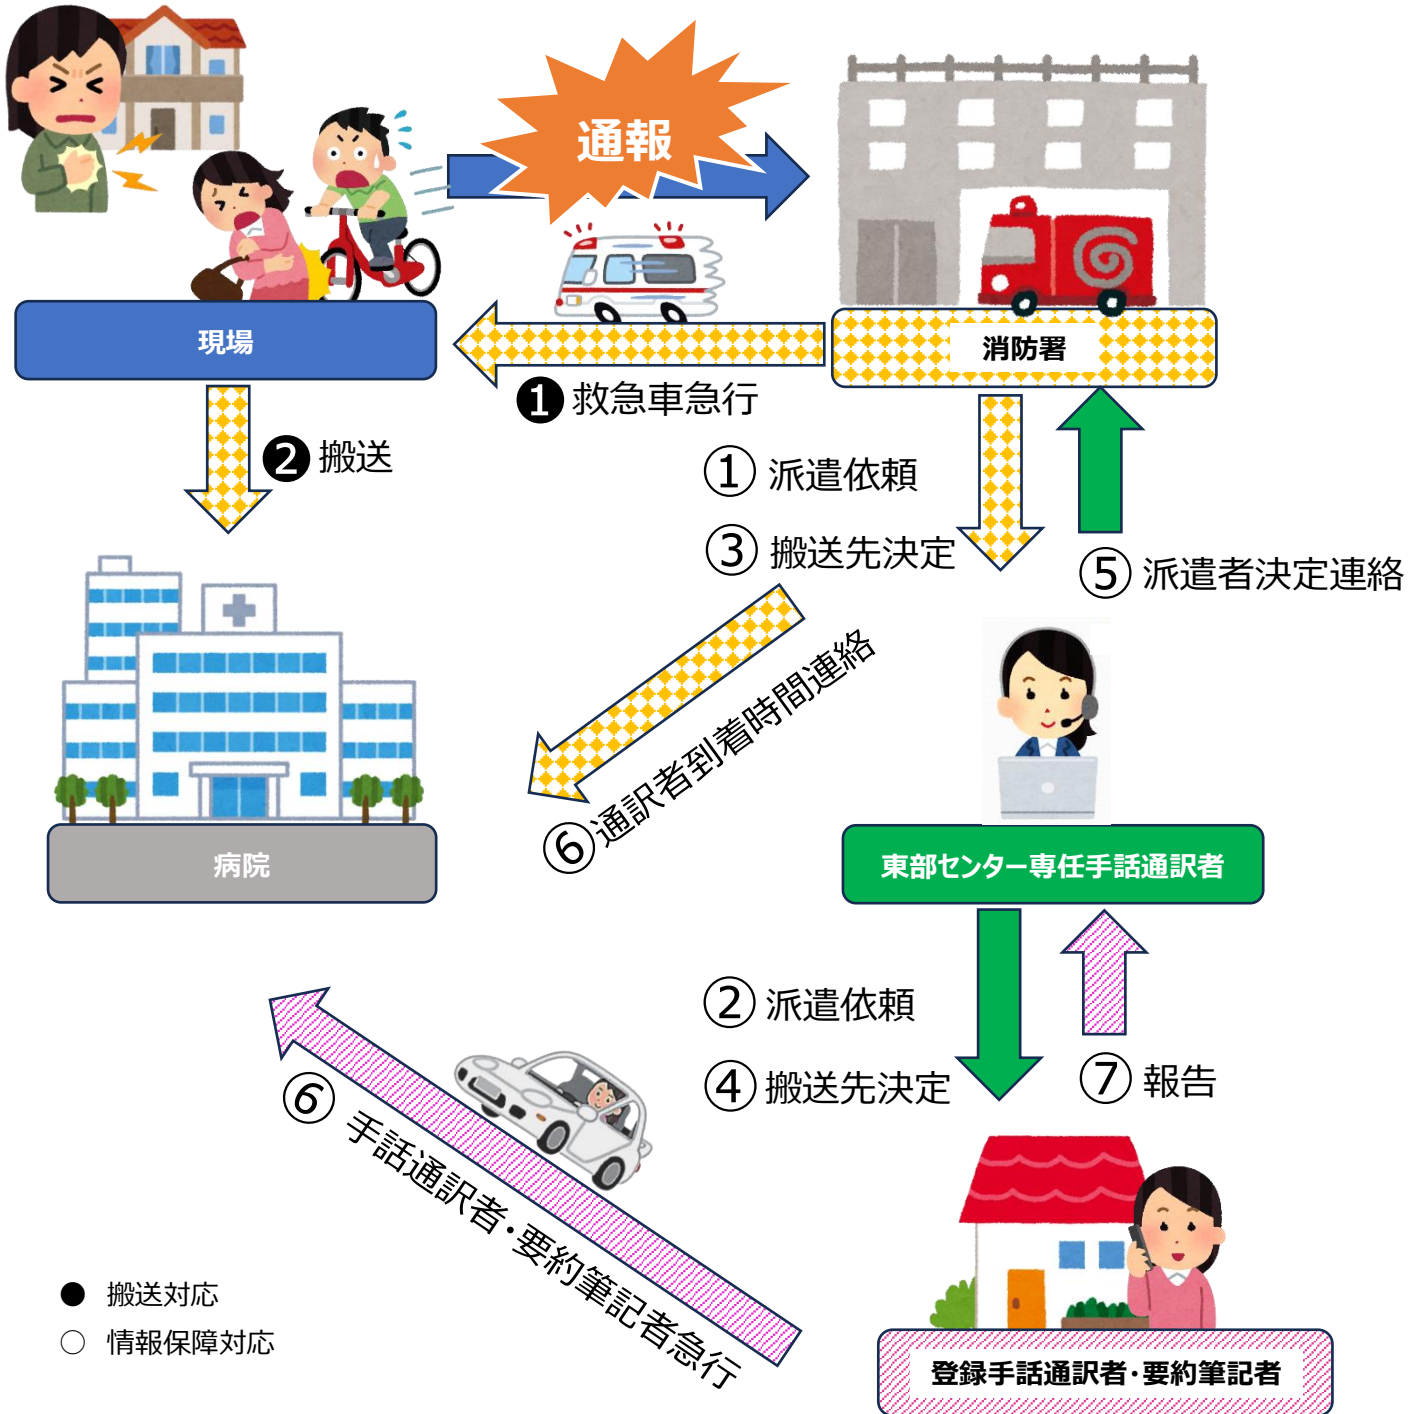 通報
現場
消防署
❶ 救急車急行
❷ 搬送
① 派遣依頼
③ 搬送先決定
⑤ 派遣者決定連絡
⑥通訳者到着時間連絡
病院
東部センター専任手話通訳者
② 派遣依頼
④ 搬送先決定
⑦ 報告
⑥ 手話通訳者・要約筆記者急行
● 搬送対応
○ 情報保障対応
登録手話通訳者・要約筆記者